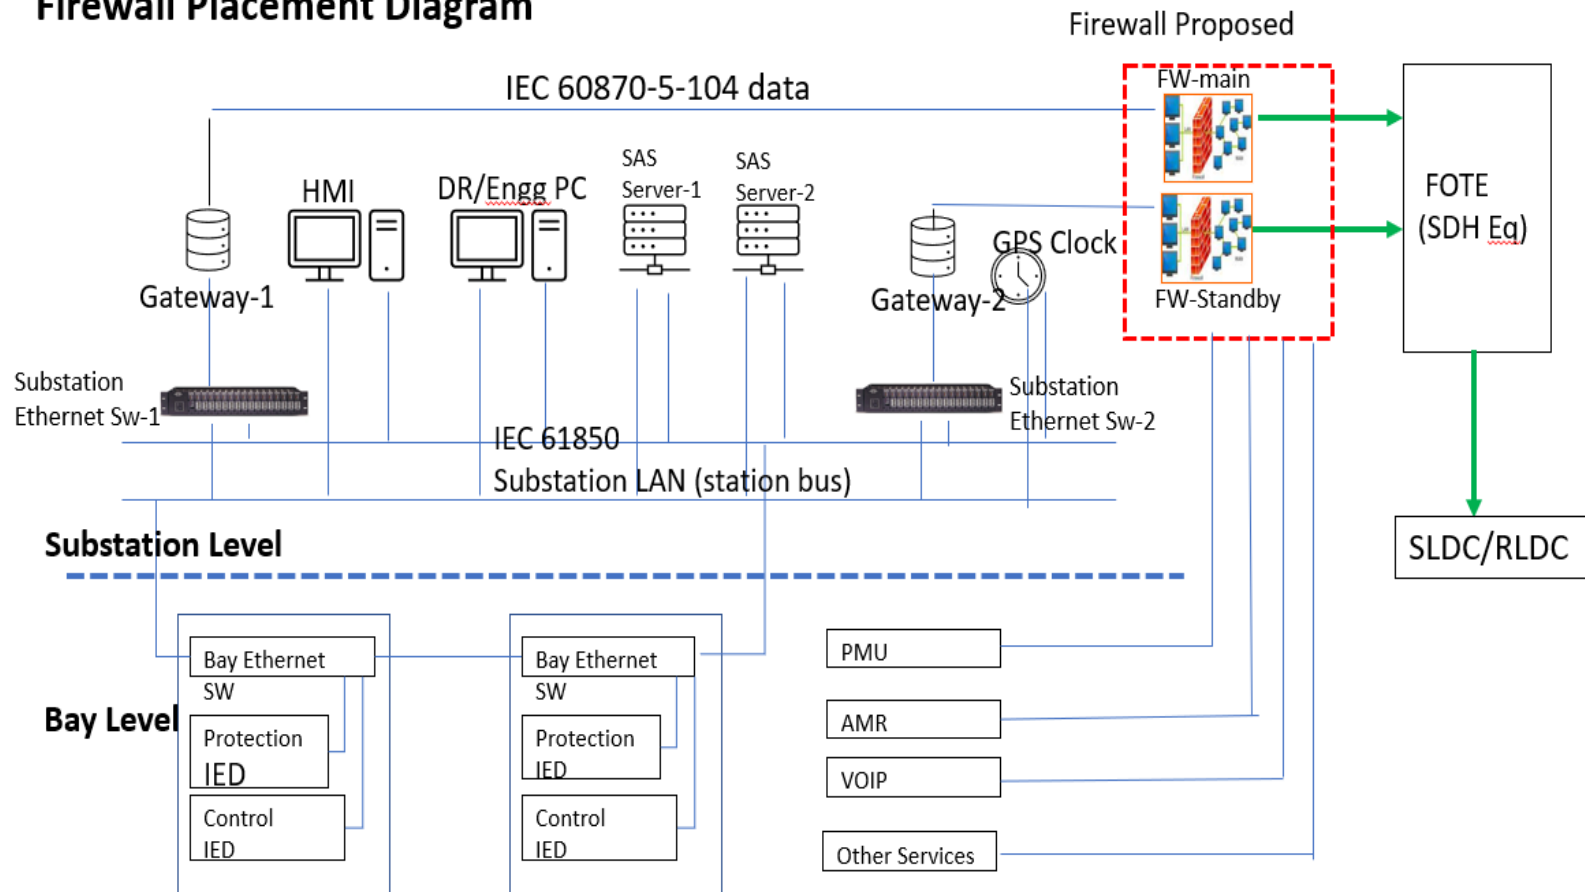 Firewall Placement Diagram
Firewall Proposed
IEC 60870-5-104 data
FW-main
SAS
Server-1
SAS
Server-2
HMI
DR/Engg PC
FOTE
(SDH Eq)
GPS Clock
Gateway-1
Gateway-2
FW-Standby
Substation
Ethernet Sw-1
Substation
Ethernet Sw-2
IEC 61850
Substation LAN (station bus)
Substation Level
SLDC/RLDC
Bay Ethernet
SW
Bay Ethernet
SW
PMU
Bay Level
Protection
IED
Protection
IED
AMR
VOIP
Control
IED
Control
IED
Other Services